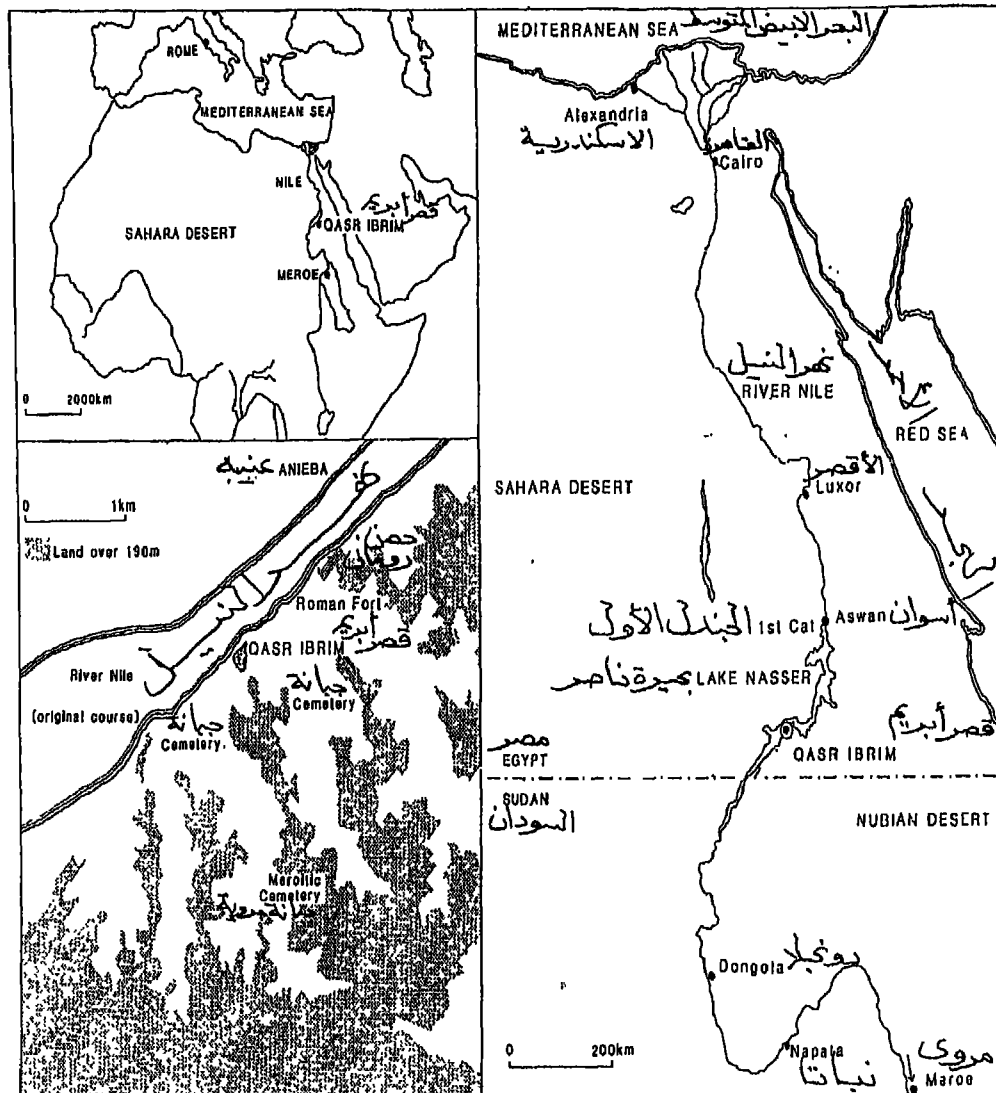 ROME
MEDITERRANEAN SEA
NILE
قصر أبريم
QASR IBRIM
SAHARA DESERT
MEROE
0 2000km
عنيبة ANIEBA
0 1km
Land over 190m
حصن
رومان
Roman Fort
قصر أبريم
QASR IBRIM
River Nile
(original course)
جبانة
Cemetery
جبانة
Cemetery
Meroitic
Cemetery
MEDITERRANEAN SEA البحر الابيض المتوسط
Alexandria
الاسكندرية
القاهرة
Cairo
نهر النيل
RIVER NILE
RED SEA
الأقصر
Luxor
SAHARA DESERT
الجندل الأول 1st Cat
Aswan أسوان
بحيرة ناصر LAKE NASSER
قصر أبريم
QASR IBRIM
مصر
EGYPT
SUDAN
السودان
NUBIAN DESERT
Dongola
0 200km
Napata
نباتا
مروى
Maroe